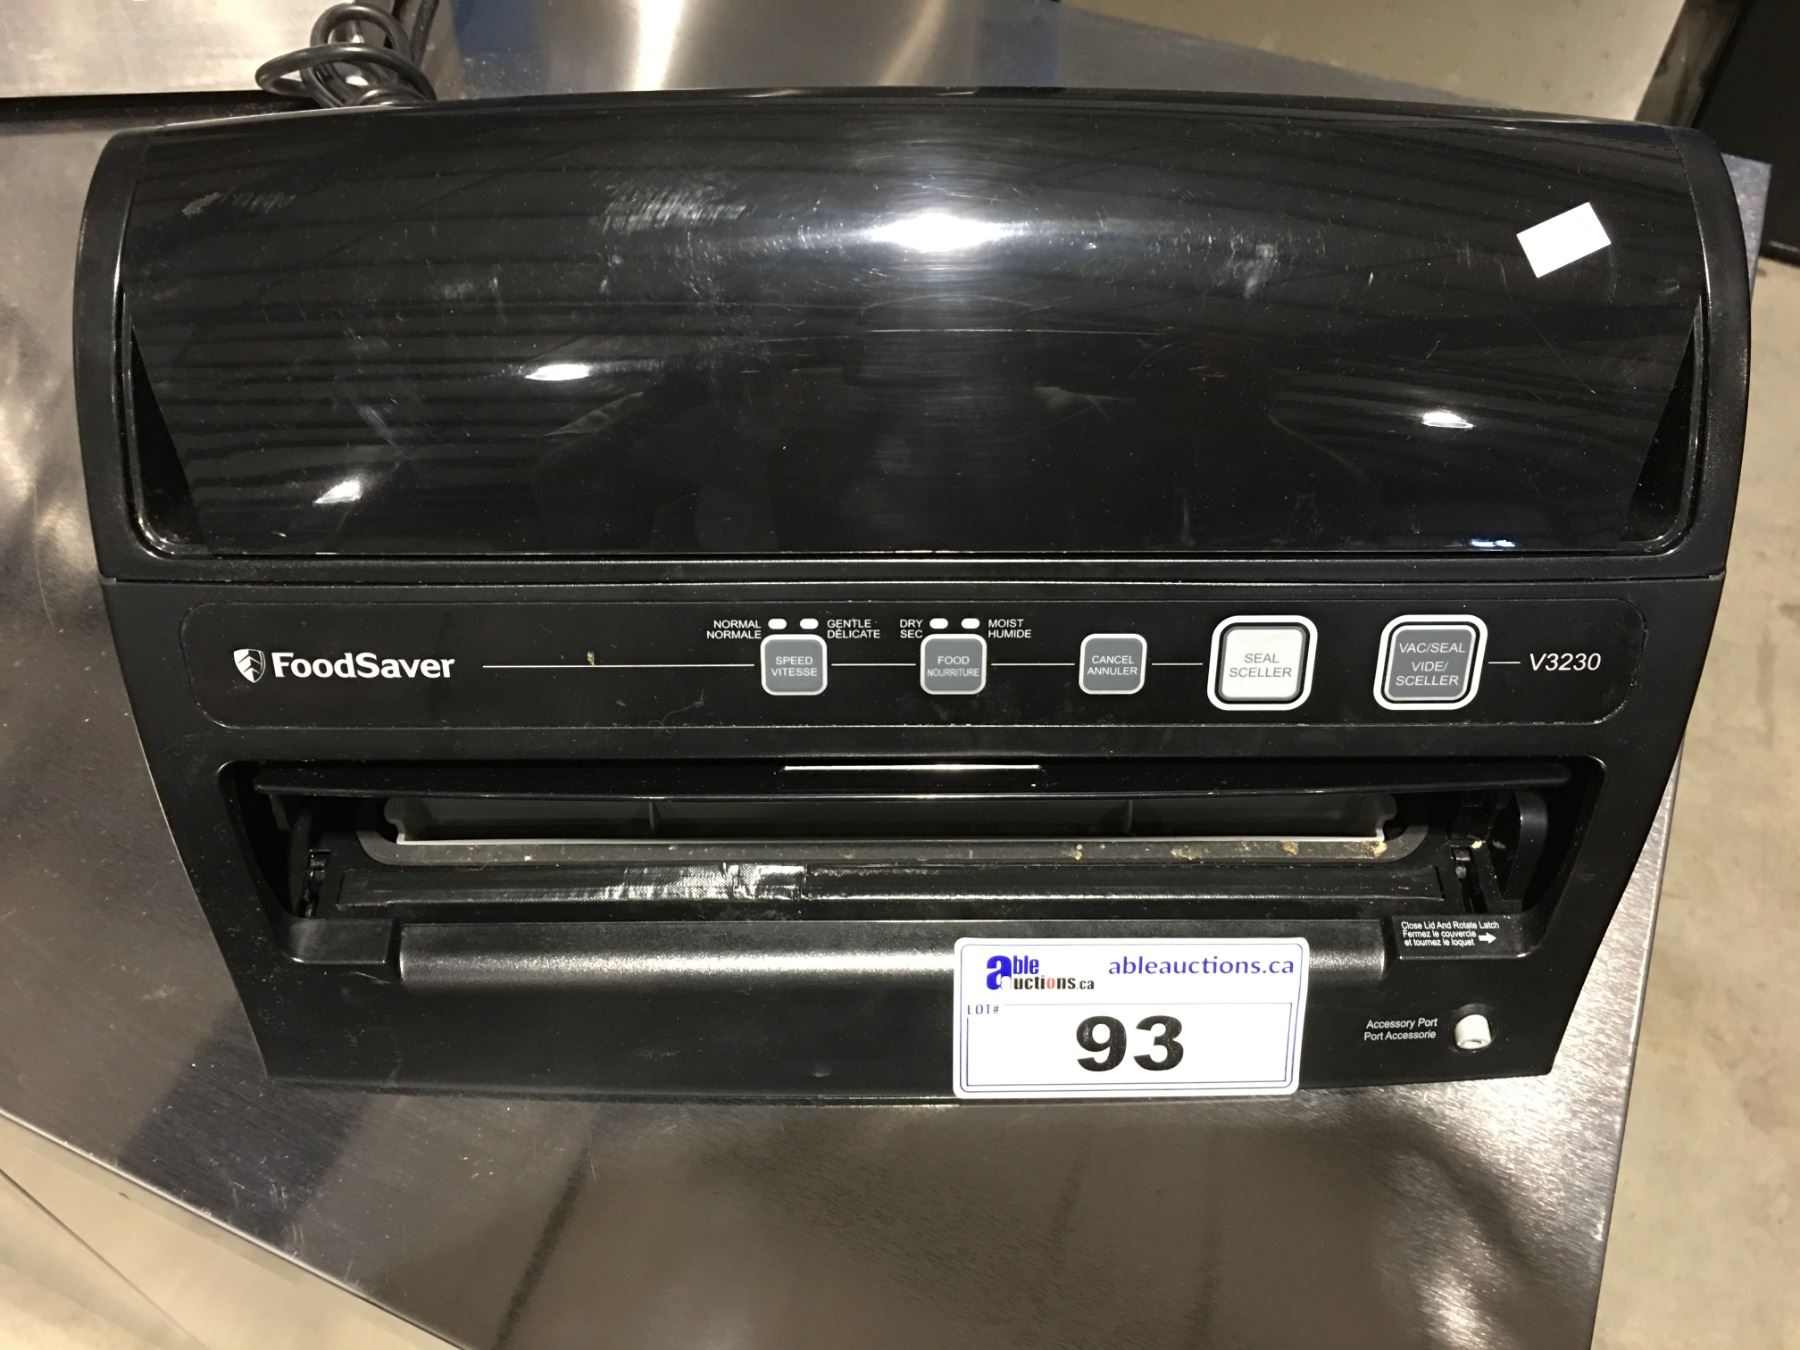 NORMAL
NORMALE
GENTLE
DÉLICATE
DRY
SEC
MOIST
HUMIDE
FoodSaver
SPEED
VITESSE
FOOD
NOURRITURE
CANCEL
ANNULER
SEAL
SCELLER
VAC/SEAL
VIDE/
SCELLER
V3230
Close Lid And Rotate Latch
Fermez le couvercle
et tournez le loquet
able
auctions.ca
ableauctions.ca
LOT#
93
Accessory Port
Port Accessorie